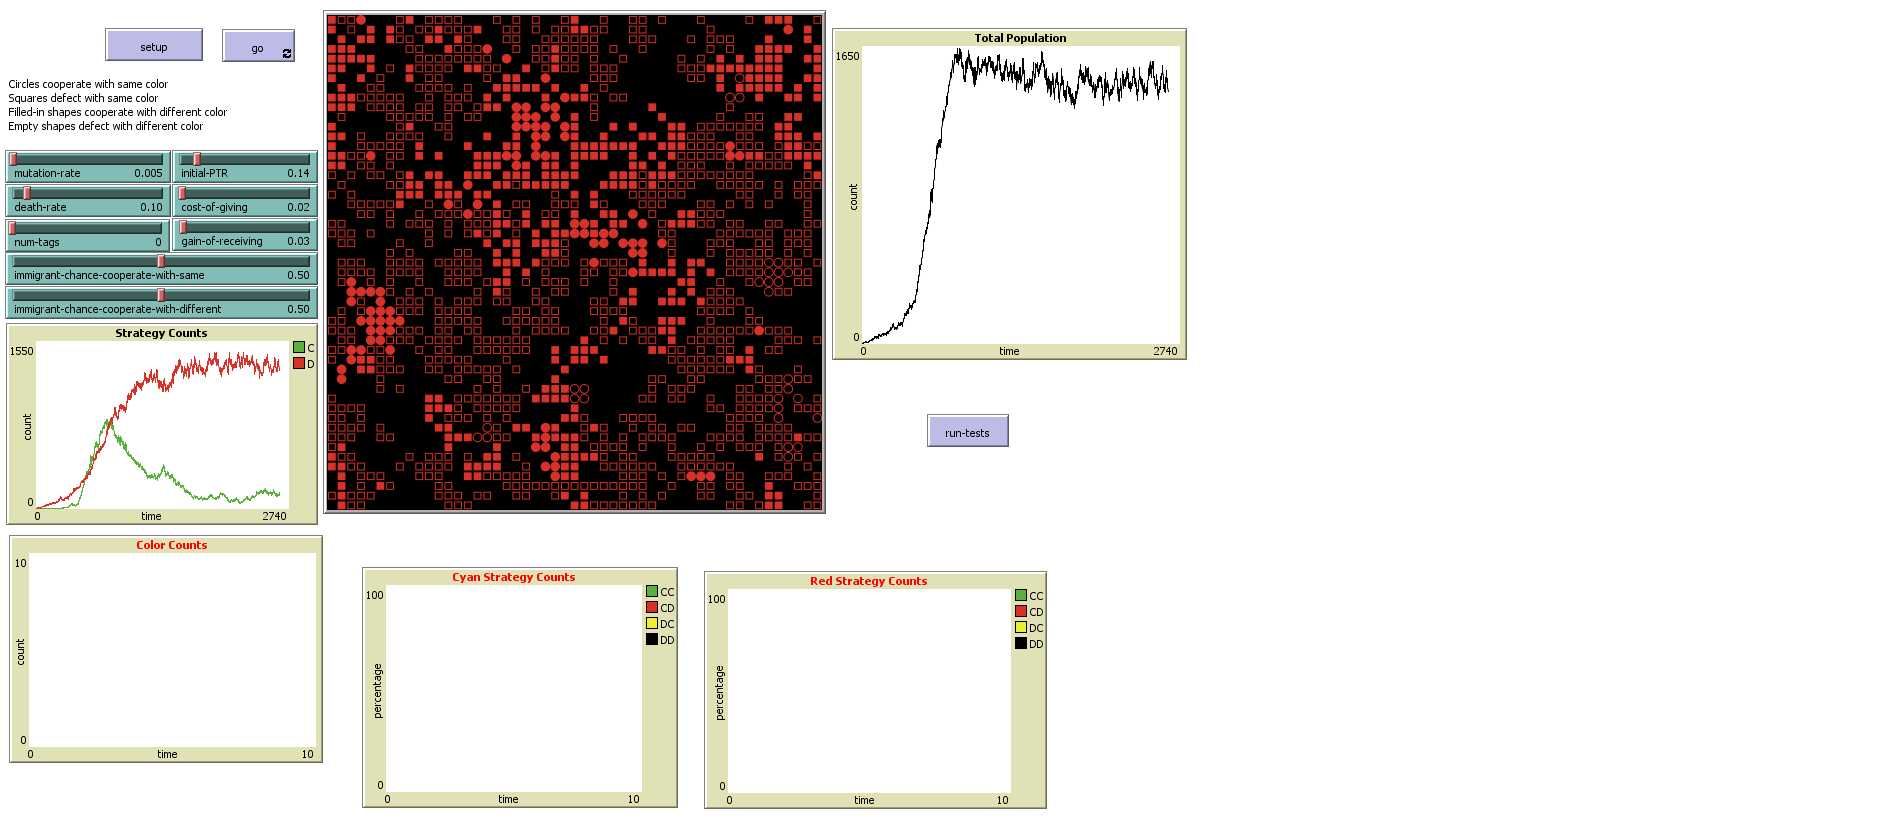 setup
go
Circles cooperate with same color
Squares defect with same color
Filled-in shapes cooperate with different color
Empty shapes defect with different color
mutation-rate 0.005
initial-PTR 0.14
death-rate 0.10
cost-of-giving 0.02
num-tags 0
gain-of-receiving 0.03
immigrant-chance-cooperate-with-same 0.50
immigrant-chance-cooperate-with-different 0.50
Strategy Counts
1550
count
0
0
time
2740
C
D
Total Population
1650
count
0
0
time
2740
run-tests
Color Counts
10
count
0
0
time
10
Cyan Strategy Counts
100
percentage
0
0
time
10
CC
CD
DC
DD
Red Strategy Counts
100
percentage
0
0
time
10
CC
CD
DC
DD